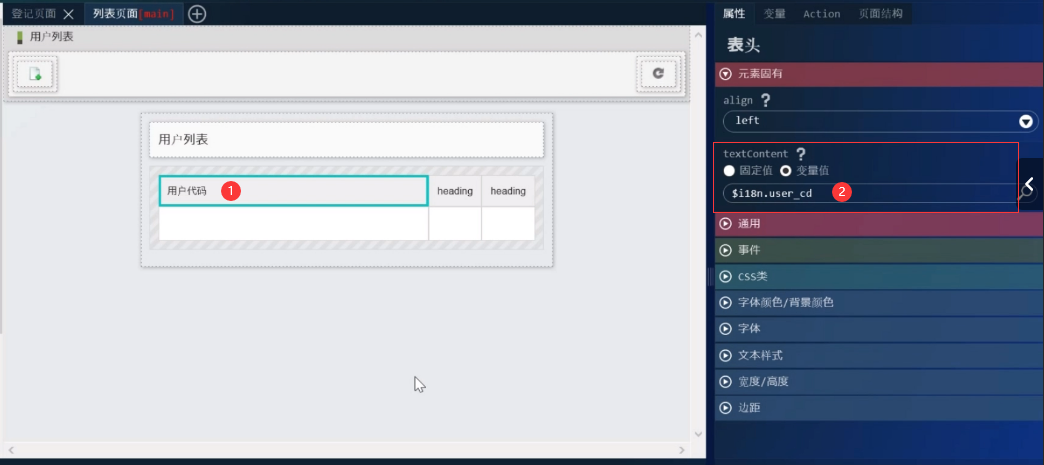 登记页面
列表页面[main]
用户列表
用户列表
用户代码 1 heading heading
属性 变量 Action 页面结构
表头
元素固有
align ?
left
textContent ?
固定值 变量值
$i18n.user_cd 2
通用
事件
CSS类
字体颜色/背景颜色
字体
文本样式
宽度/高度
边距